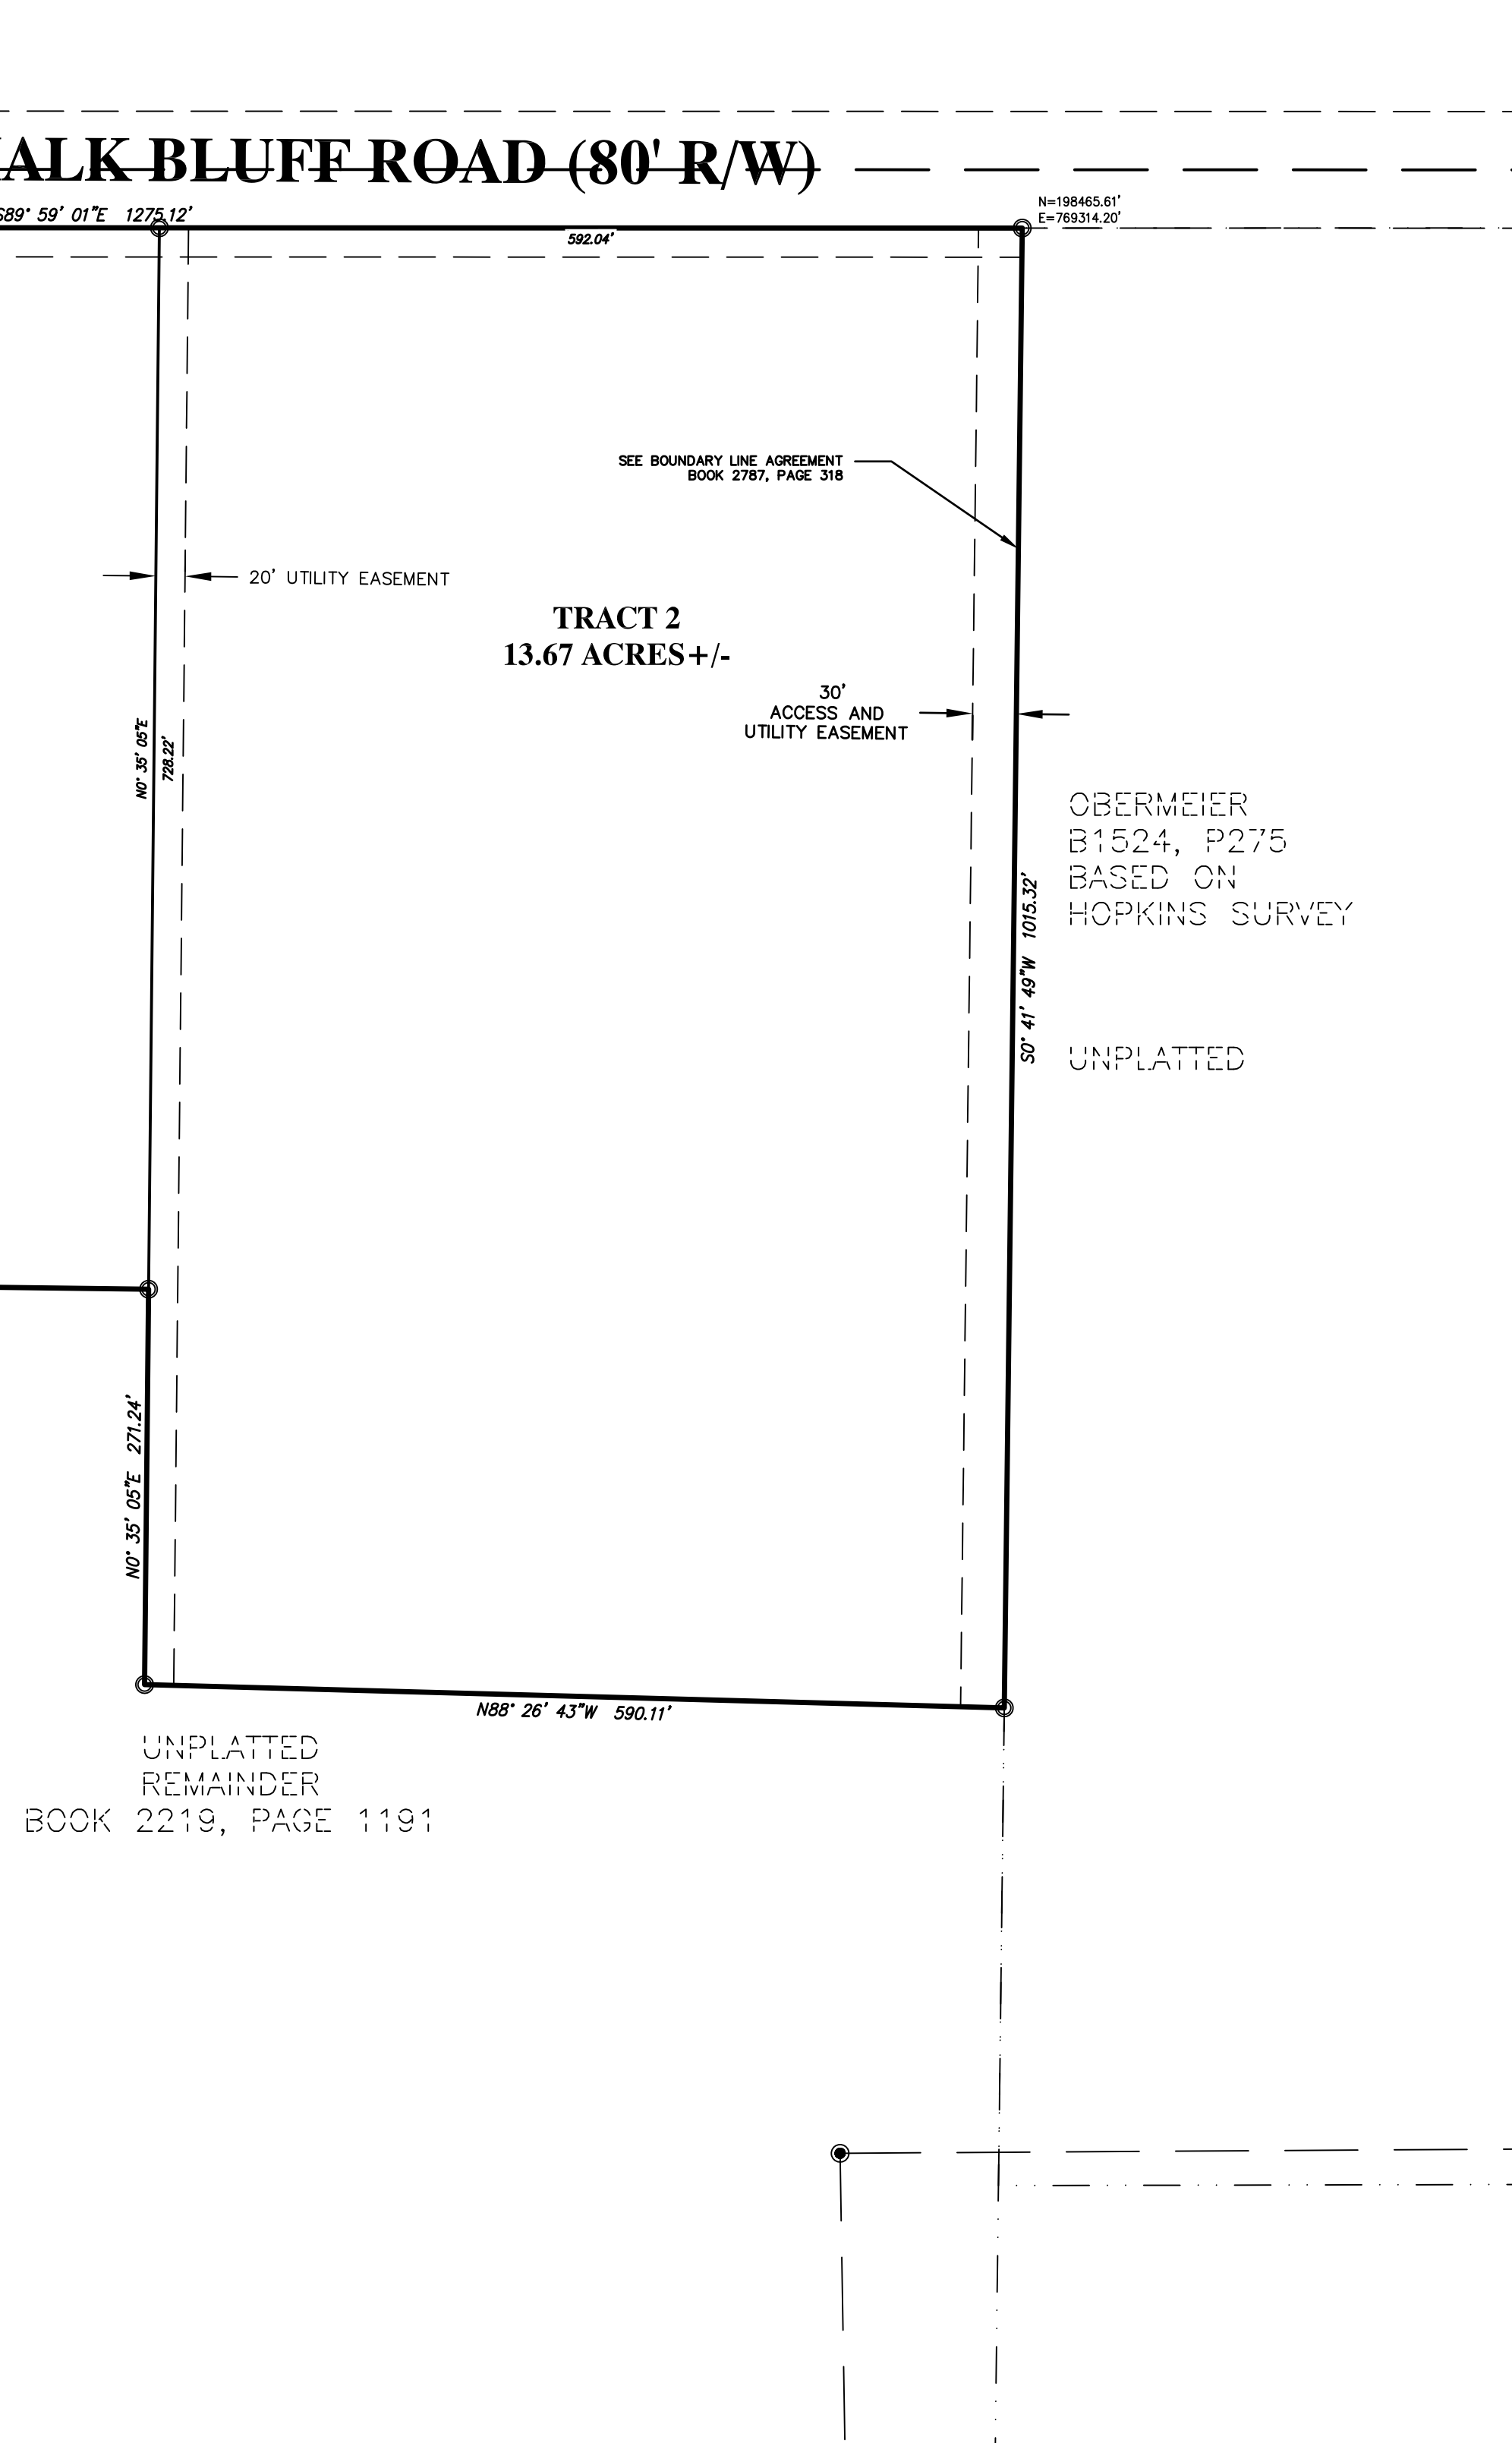 ALK BLUFF ROAD (80' R/W)
N=198465.61'
E=769314.20'
S89° 59' 01"E 1275.12'
592.04'
SEE BOUNDARY LINE AGREEMENT
BOOK 2787, PAGE 318
20' UTILITY EASEMENT
TRACT 2
13.67 ACRES+/-
30'
ACCESS AND
UTILITY EASEMENT
N0° 35' 05"E
728.22'
OBERMEIER
B1524, P275
BASED ON
HOPKINS SURVEY
S0° 41' 49"W 1015.32'
UNPLATTED
N0° 35' 05"E 271.24'
N88° 26' 43"W 590.11'
UNPLATTED
REMAINDER
BOOK 2219, PAGE 1191